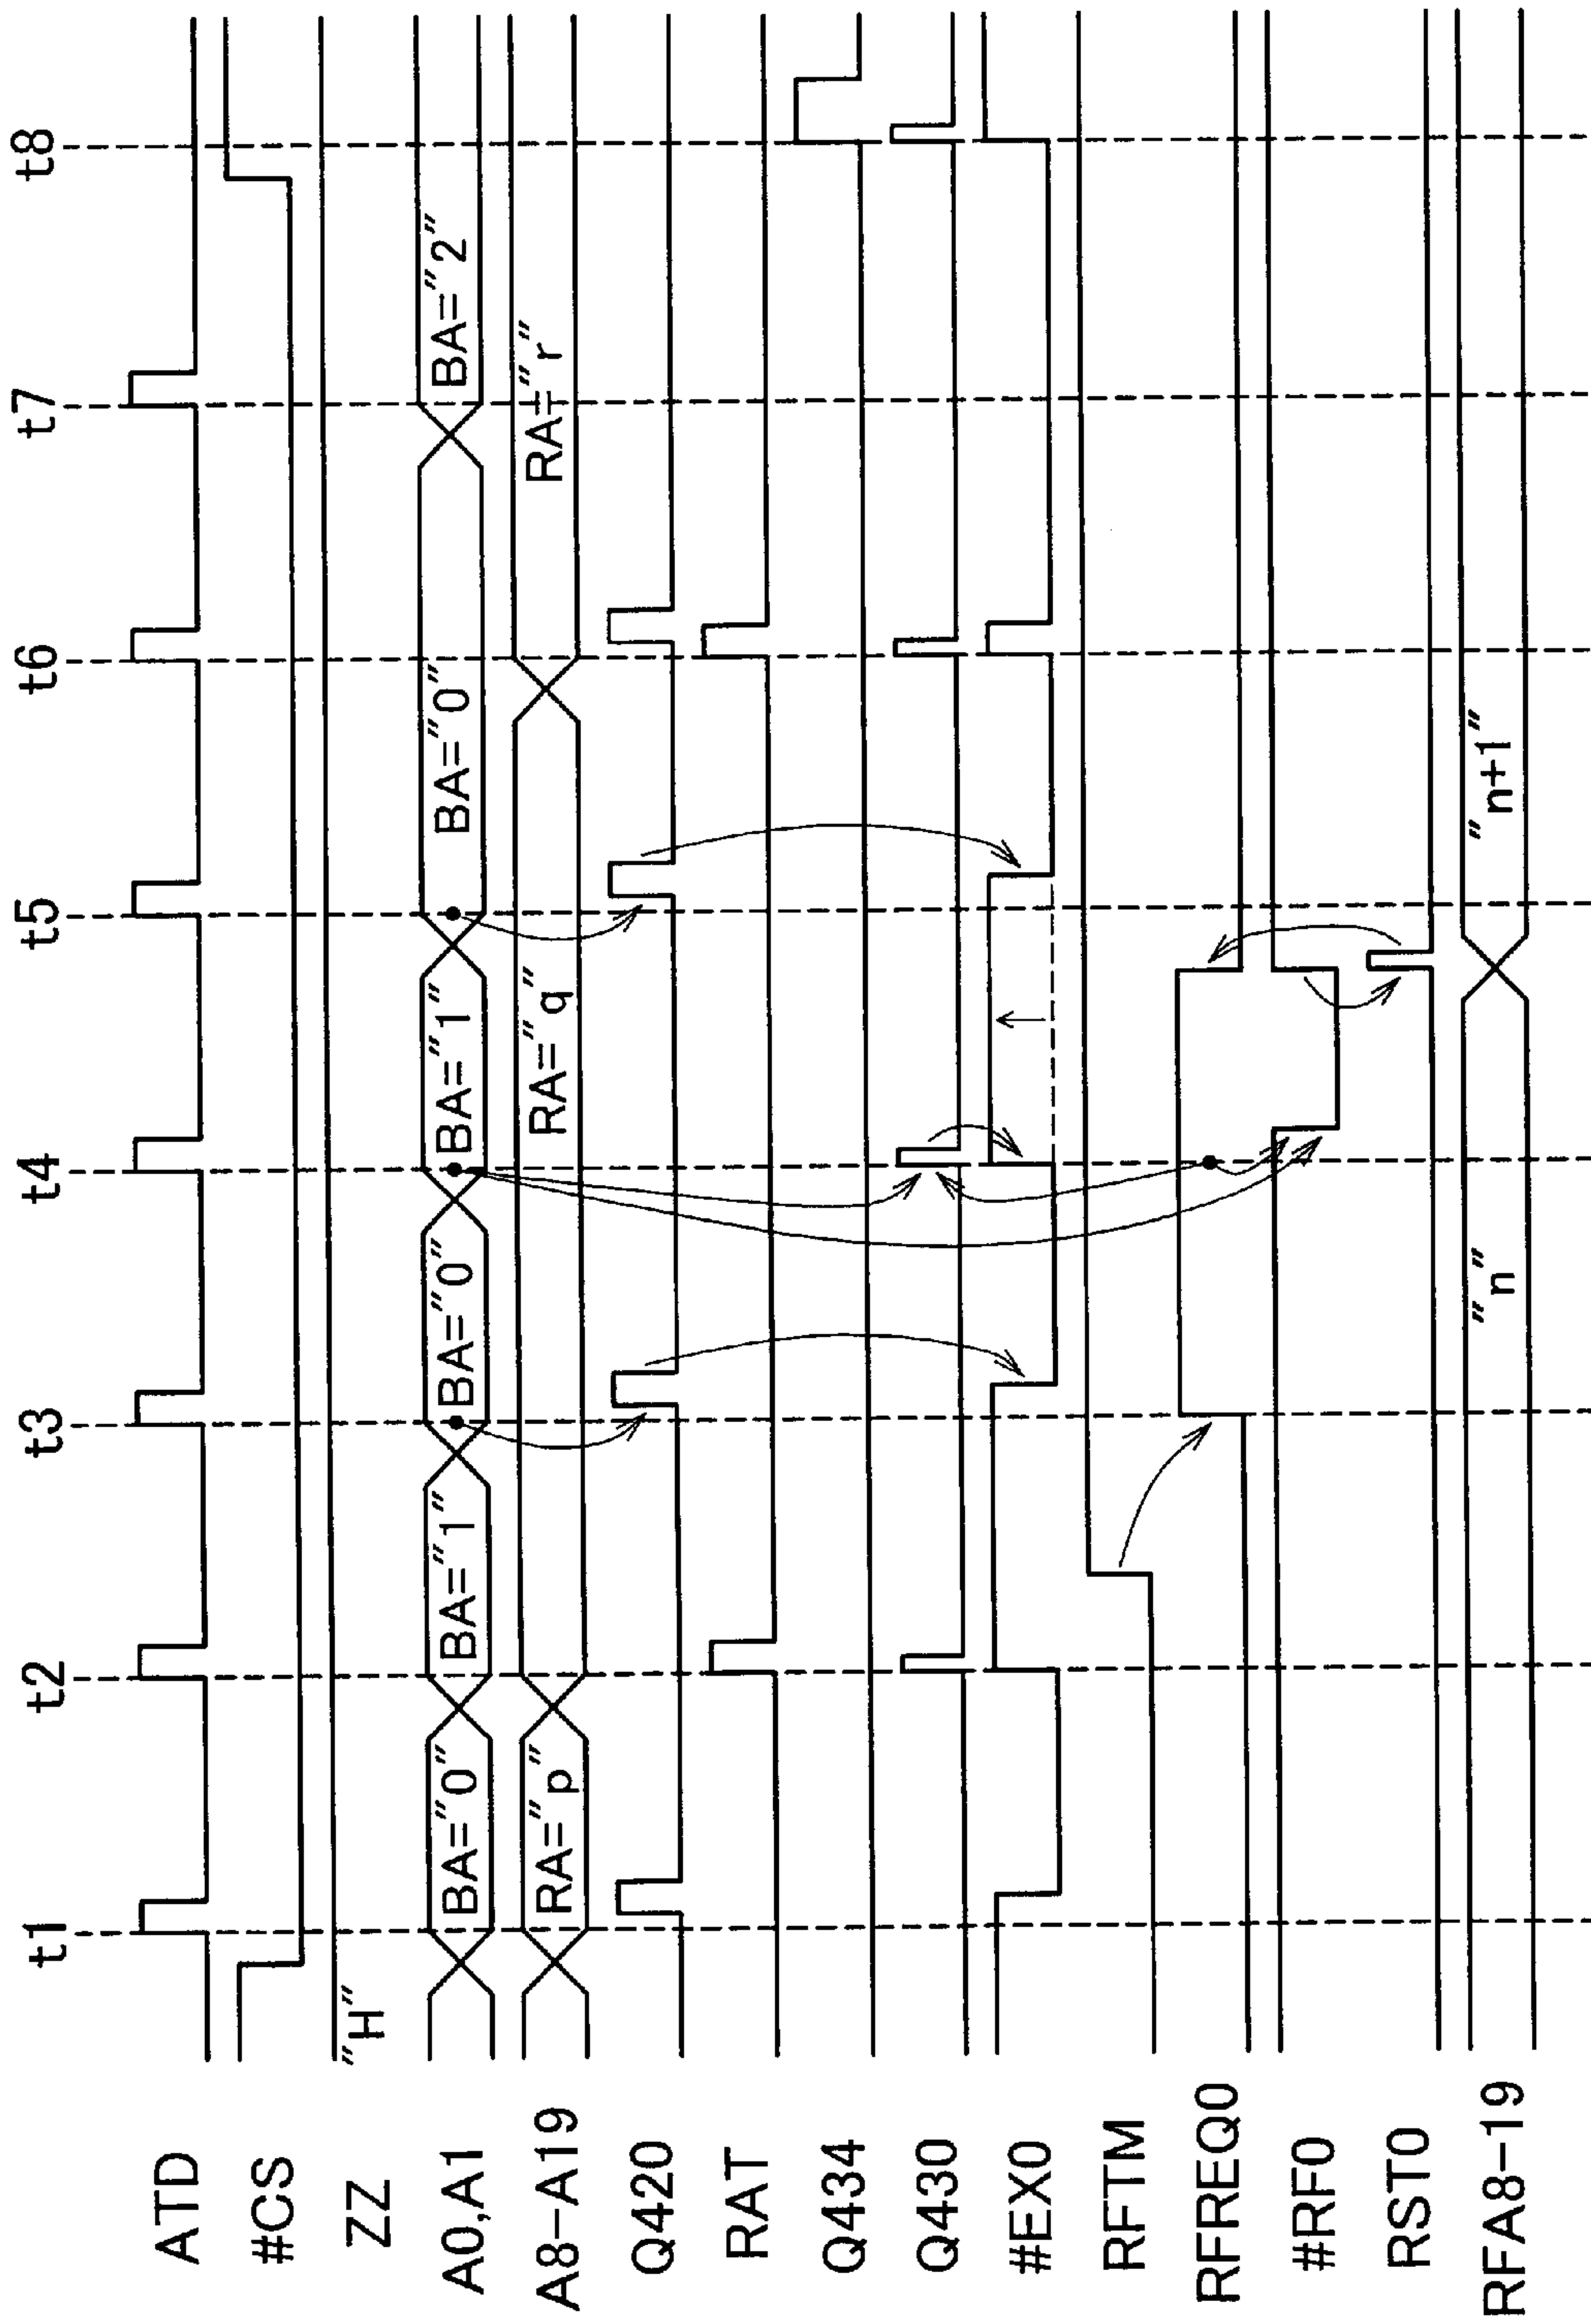 t1 t2 t3 t4 t5 t6 t7 t8
ATD
#CS
ZZ "H"
A0,A1 BA="0" BA="1" BA="0" BA="1" BA="0" BA="2"
A8-A19 RA="p" RA="q" RA="r"
Q420
RAT
Q434
Q430
#EX0
RFTM
RFREQ0
#RF0
RST0
RFA8-19 "n" "n+1"